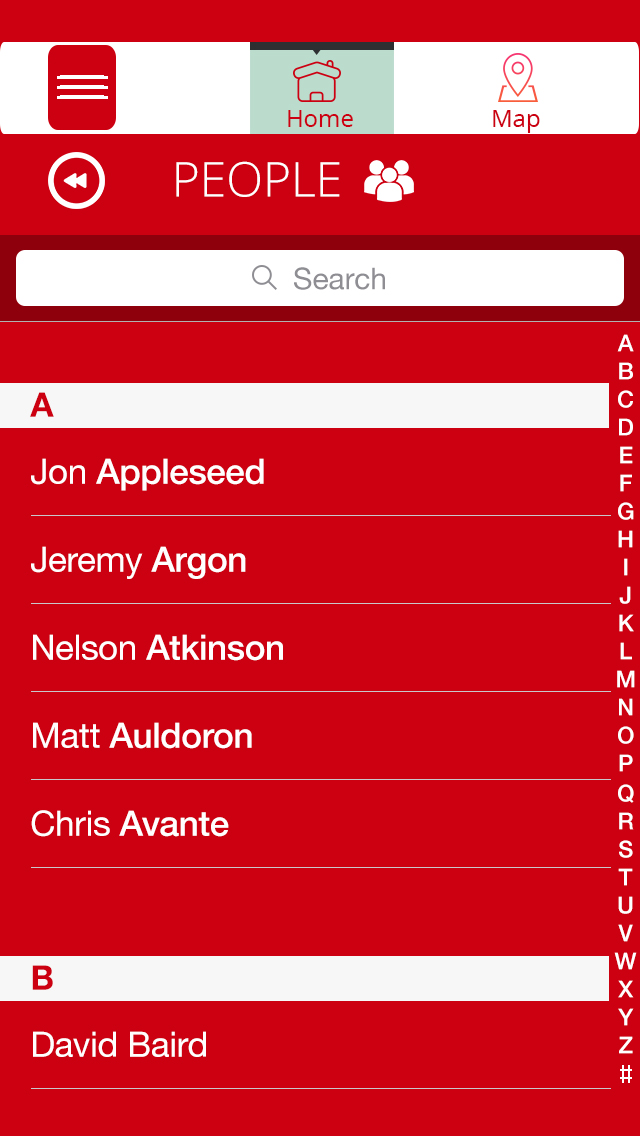 Home
Map
PEOPLE
Search
A
Jon Appleseed
Jeremy Argon
Nelson Atkinson
Matt Auldoron
Chris Avante
B
David Baird
A
B
C
D
E
F
G
H
I
J
K
L
M
N
O
P
Q
R
S
T
U
V
W
X
Y
Z
#